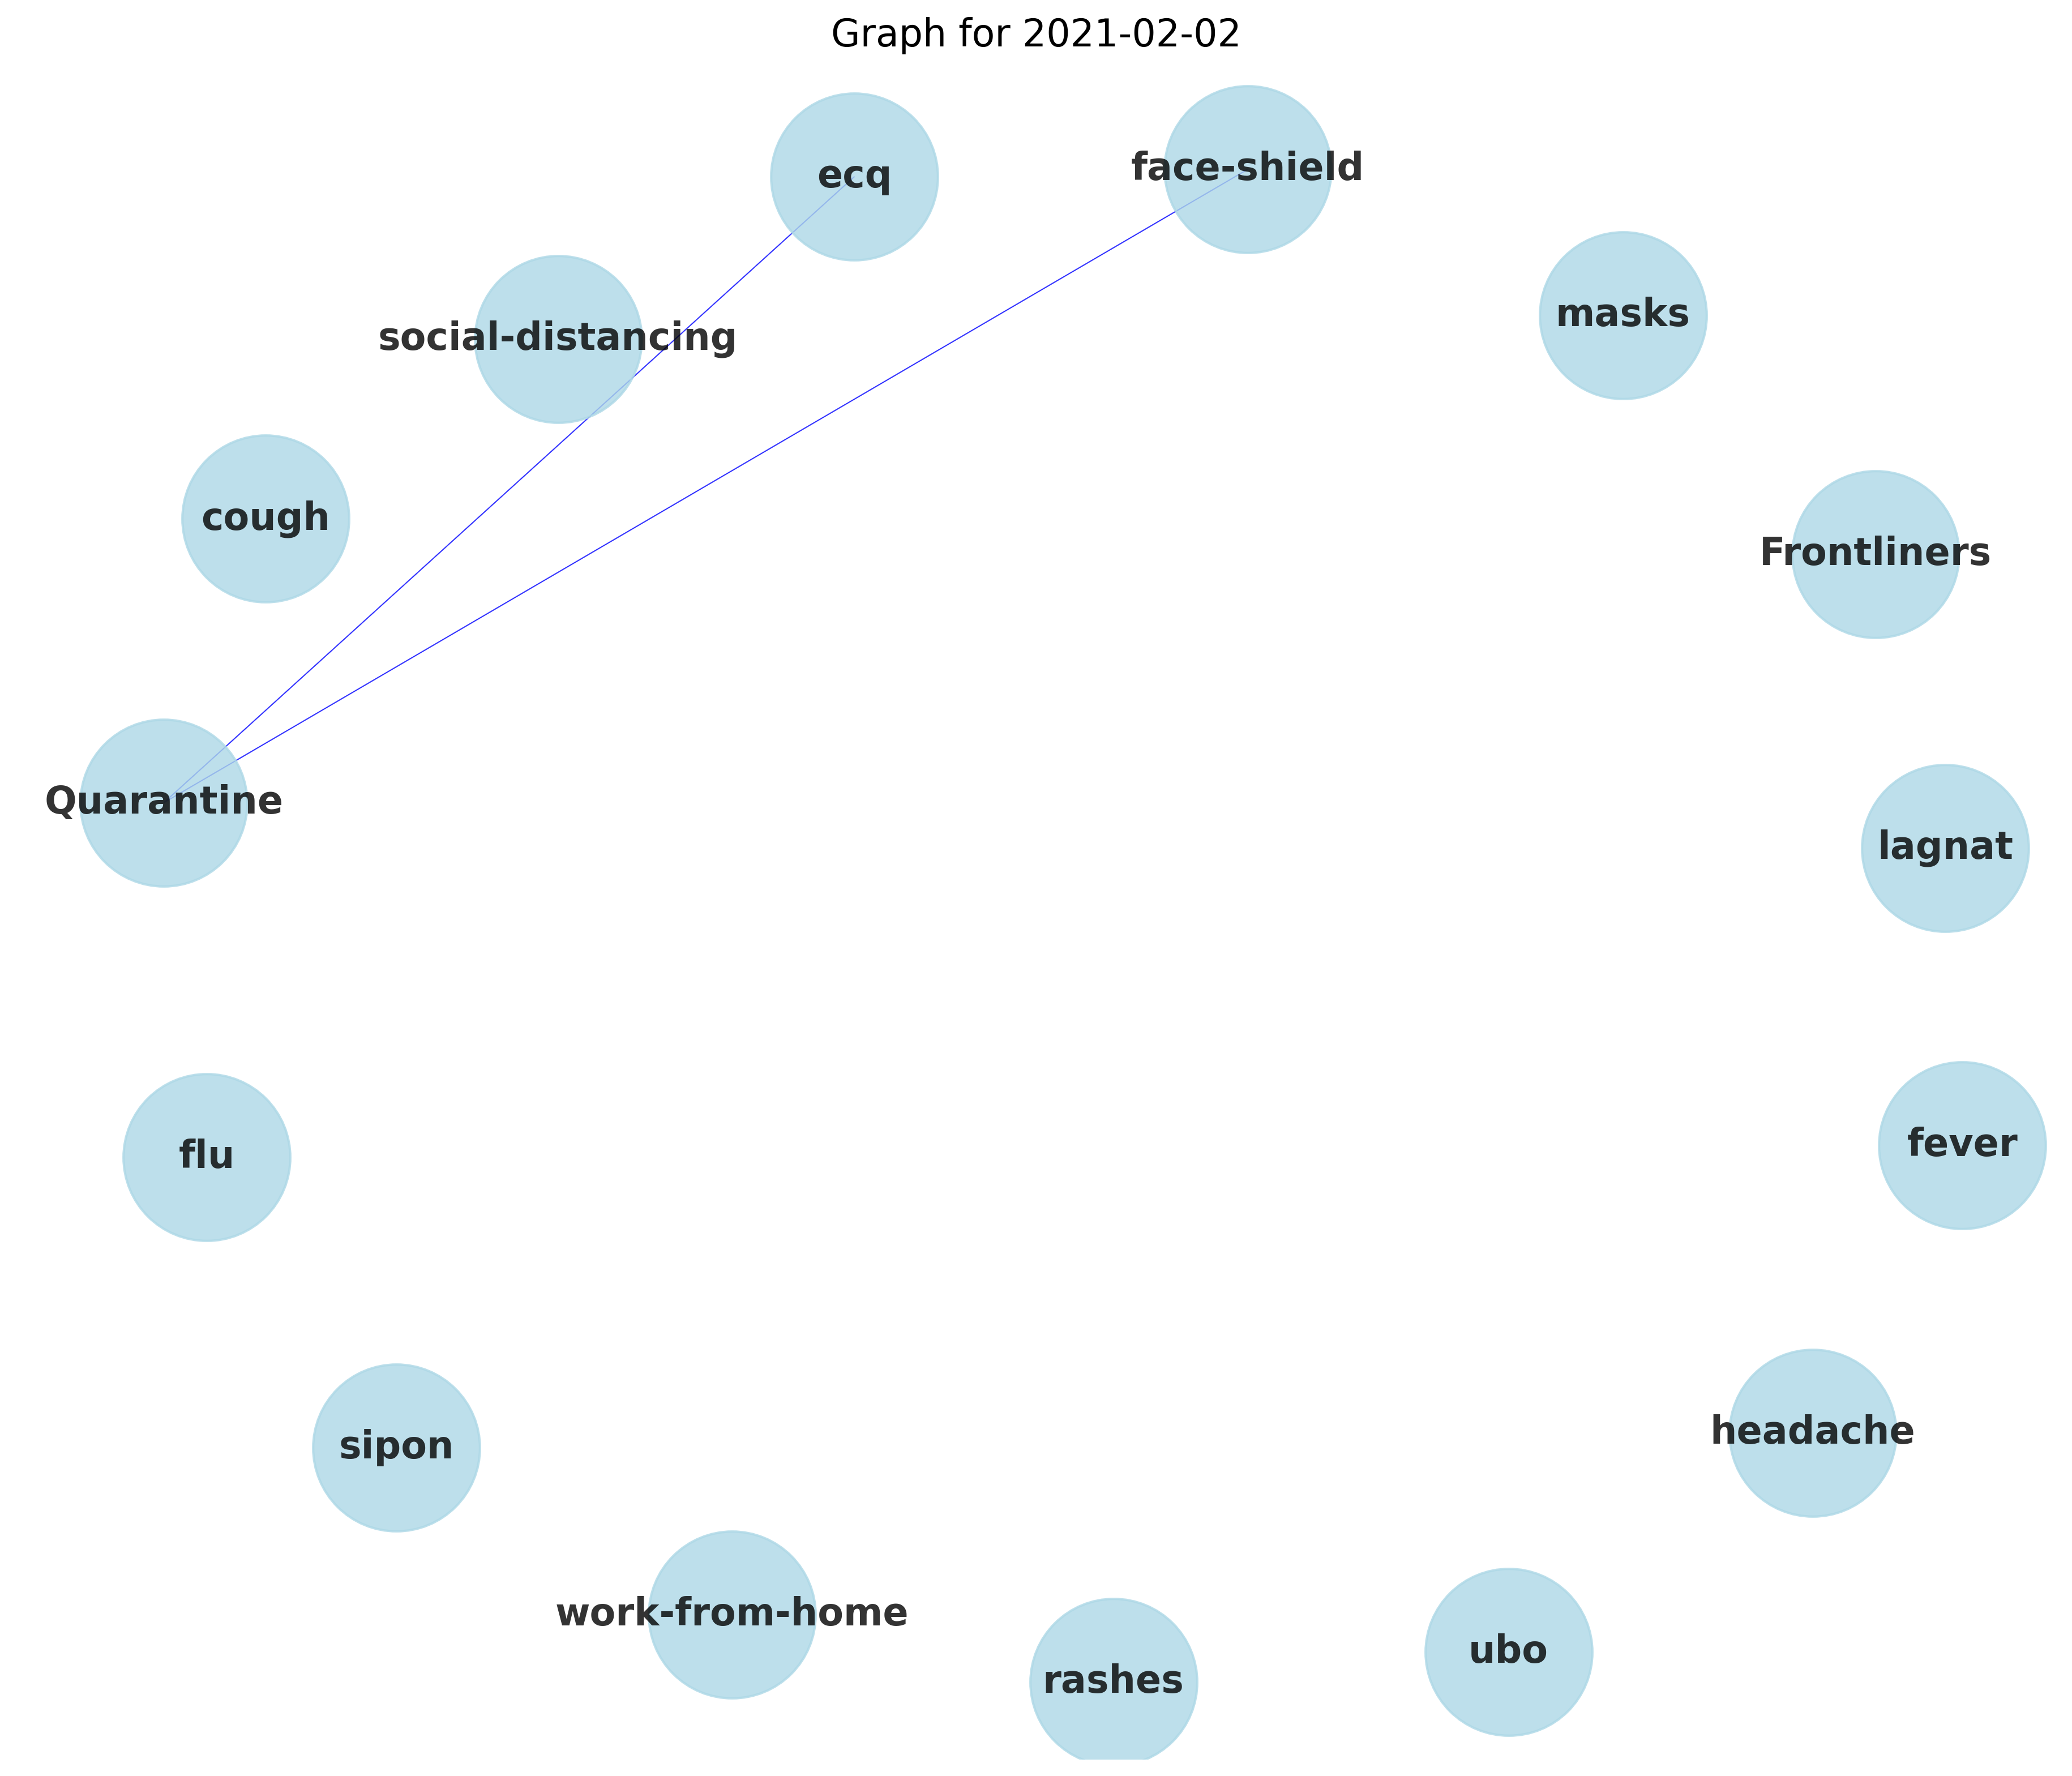 Graph for 2021-02-02
ecq
face-shield
masks
social-distancing
cough
Frontliners
Quarantine
lagnat
flu
fever
sipon
headache
work-from-home
rashes
ubo